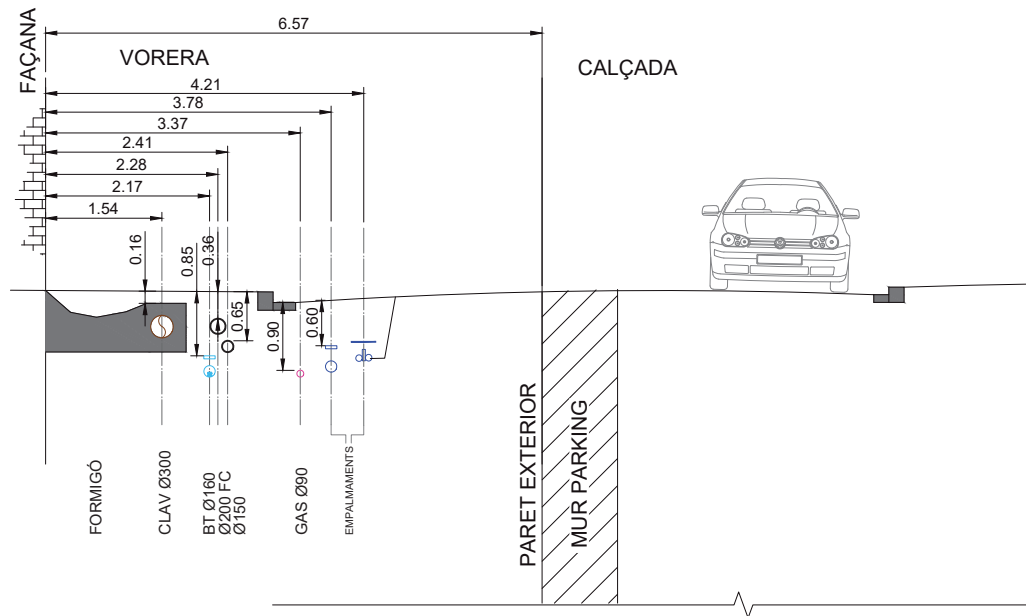 6.57
FAÇANA
VORERA
CALÇADA
4.21
3.78
3.37
2.41
2.28
2.17
1.54
0.16
0.85
0.36
0.65
0.90
0.60
FORMIGÓ
CLAV Ø300
BT Ø160
Ø200 FC
Ø150
GAS Ø90
EMPALMAMENTS
PARET EXTERIOR
MUR PARKING